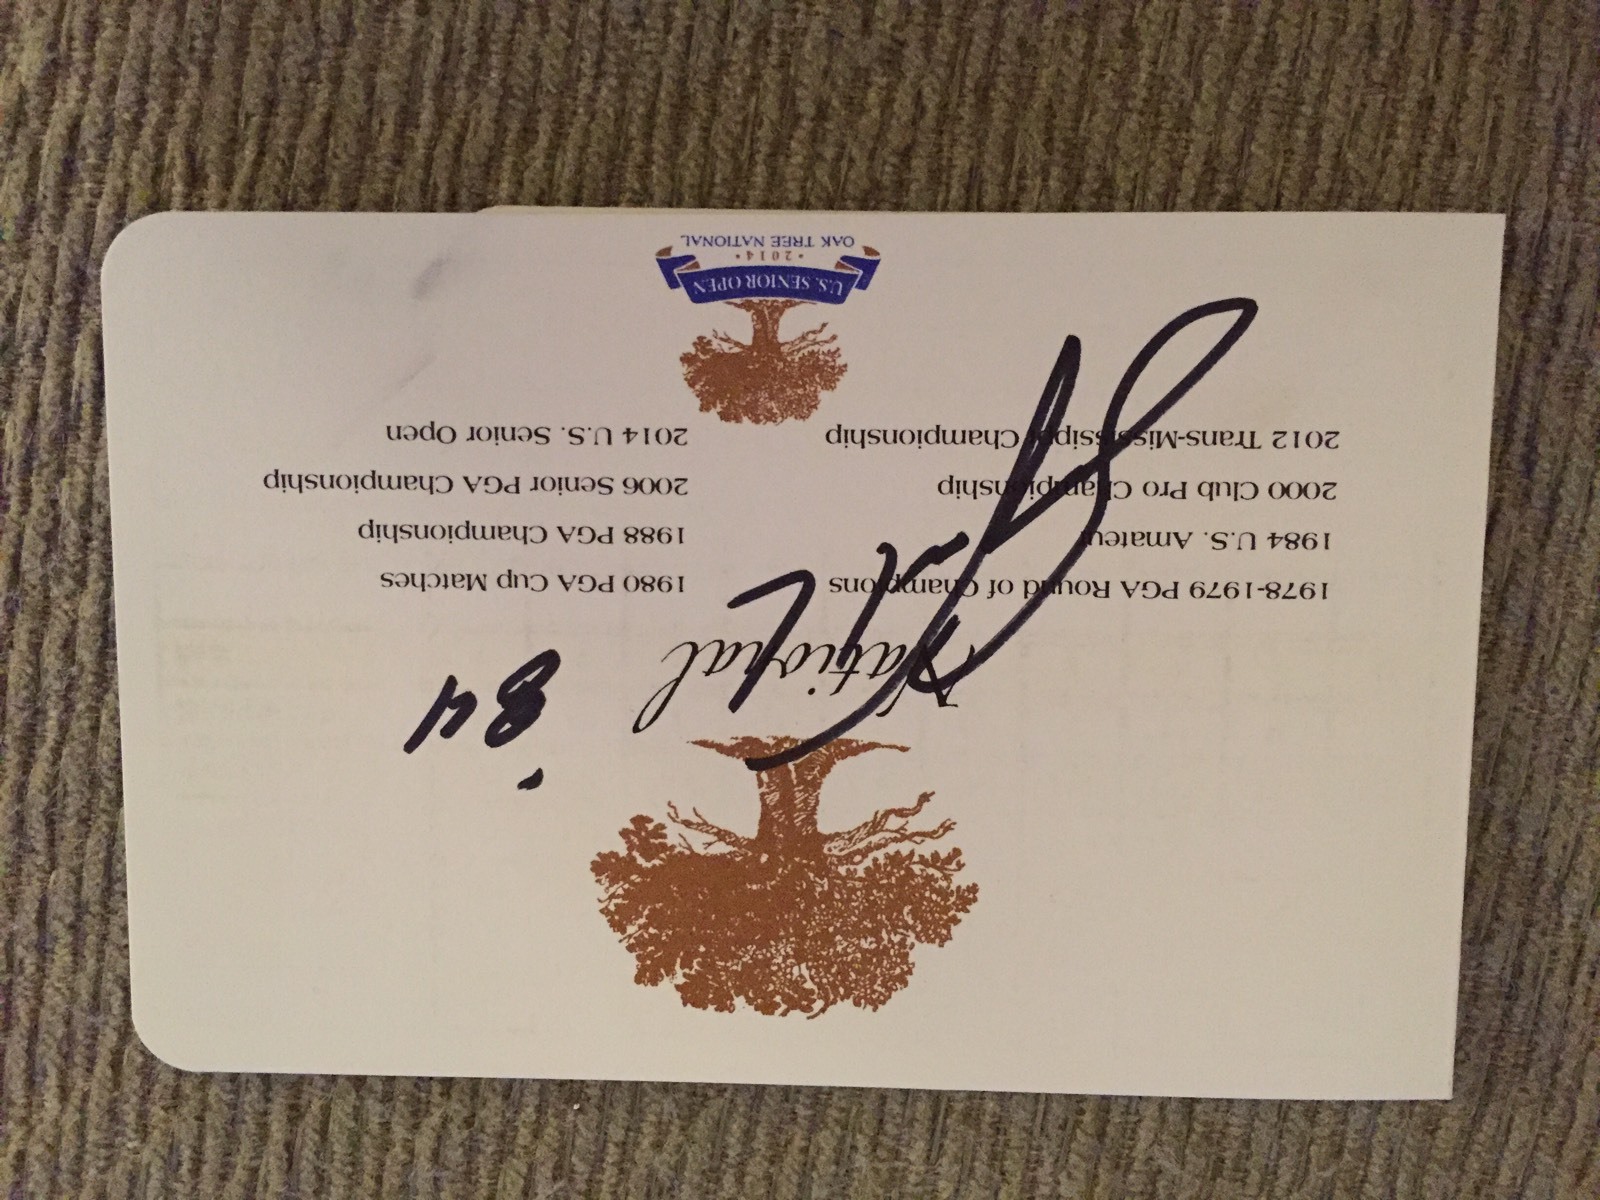 National
'84
1978-1979 PGA Round of Champions 1980 PGA Cup Matches
1984 U.S. Amateur 1988 PGA Championship
2000 Club Pro Championship 2006 Senior PGA Championship
2012 Trans-Mississippi Championship 2014 U.S. Senior Open
U.S. SENIOR OPEN
• 2014 •
OAK TREE NATIONAL